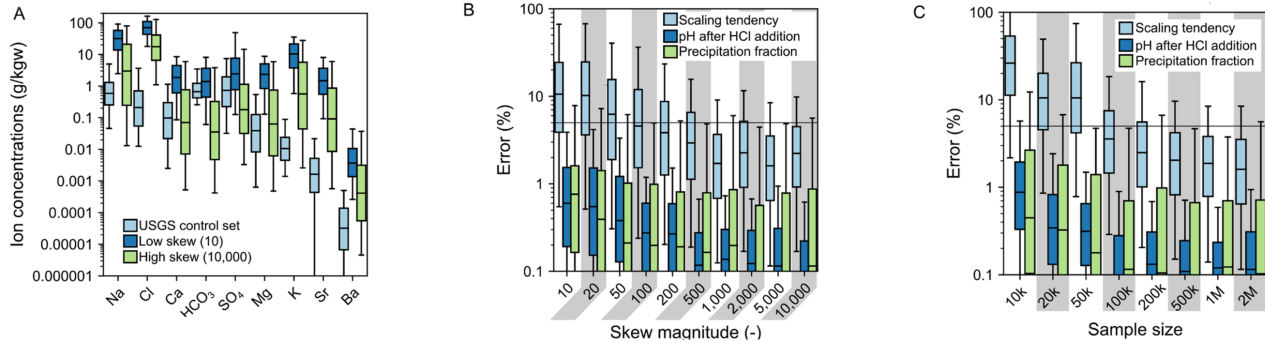 A
Ion concentrations (g/kgw)
100
10
1
0.1
0.01
0.001
0.0001
0.00001
0.000001
USGS control set
Low skew (10)
High skew (10,000)
Na
Cl
Ca
HCO3
SO4
Mg
K
Sr
Ba
B
Error (%)
100
10
1
0.1
Scaling tendency
pH after HCl addition
Precipitation fraction
10
20
50
100
200
500
1,000
2,000
5,000
10,000
Skew magnitude (-)
C
Error (%)
100
10
1
0.1
Scaling tendency
pH after HCl addition
Precipitation fraction
10k
20k
50k
100k
200k
500k
1M
2M
Sample size